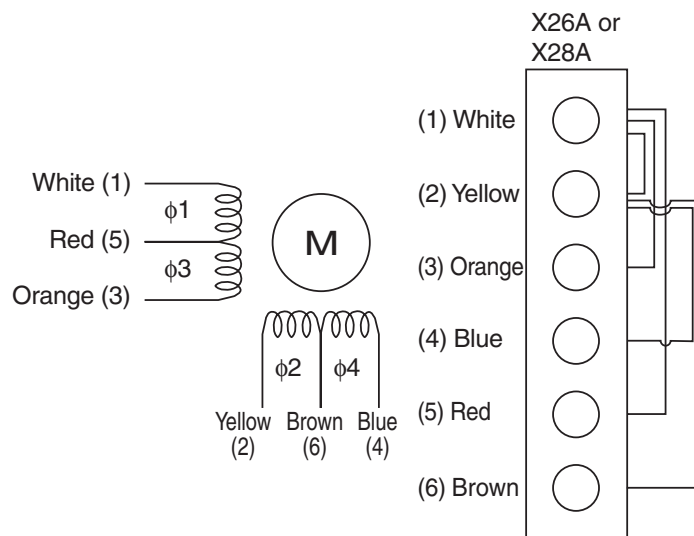 X26A or
X28A
(1) White
(2) Yellow
(3) Orange
(4) Blue
(5) Red
(6) Brown
White (1)
ϕ1
Red (5)
ϕ3
Orange (3)
M
ϕ2 ϕ4
Yellow Brown Blue
(2) (6) (4)